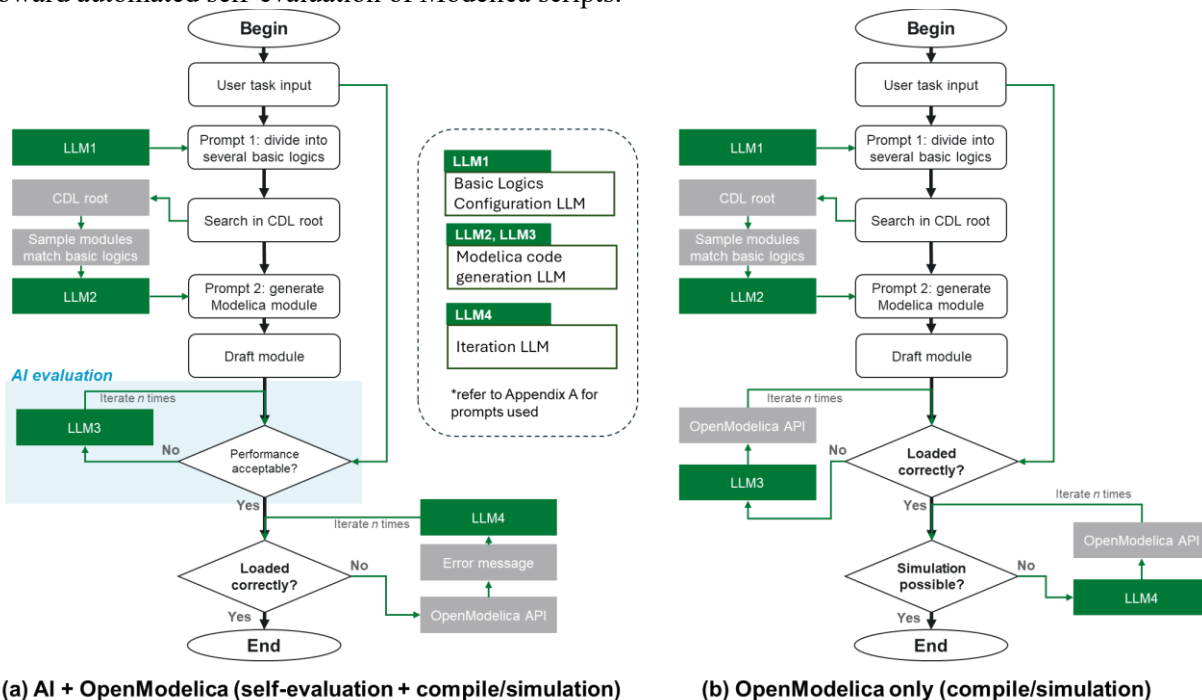 toward automated self-evaluation of Modelica scripts.
Begin
User task input
LLM1
Prompt 1: divide into
several basic logics
CDL root
Search in CDL root
Sample modules
match basic logics
LLM2
Prompt 2: generate
Modelica module
Draft module
AI evaluation
Iterate n times
LLM3
No
Performance
acceptable?
Yes
Iterate n times
LLM4
Error message
OpenModelica API
Loaded
correctly?
No
Yes
End
(a) AI + OpenModelica (self-evaluation + compile/simulation)
LLM1
Basic Logics
Configuration LLM
LLM2, LLM3
Modelica code
generation LLM
LLM4
Iteration LLM
*refer to Appendix A for
prompts used
Begin
User task input
LLM1
Prompt 1: divide into
several basic logics
CDL root
Search in CDL root
Sample modules
match basic logics
LLM2
Prompt 2: generate
Modelica module
Draft module
Iterate n times
OpenModelica API
LLM3
No
Loaded
correctly?
Yes
Iterate n times
OpenModelica API
LLM4
Simulation
possible?
No
Yes
End
(b) OpenModelica only (compile/simulation)